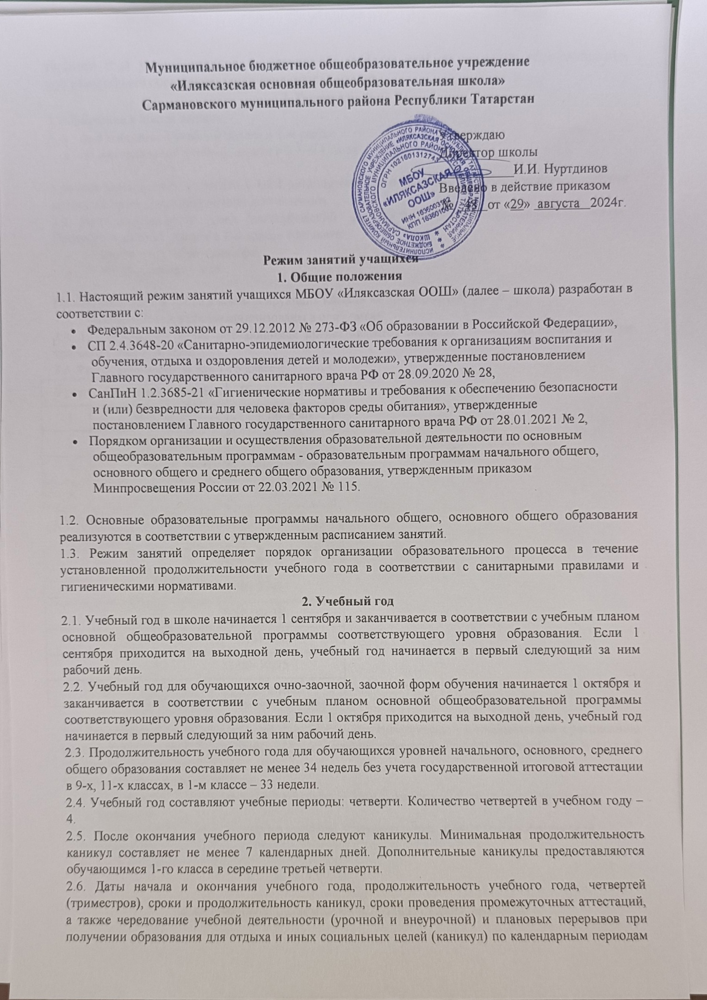 Муниципальное бюджетное общеобразовательное учреждение
«Иляксазская основная общеобразовательная школа»
Сармановского муниципального района Республики Татарстан
Утверждаю
Директор школы
И.И. Нуртдинов
Введено в действие приказом
№ от «29» августа 2024г.
ОГРН 1021601312743
МБОУ
«ИЛЯКСАЗСКАЯ
ООШ»
ИНН 1636003182
КПП
Режим занятий учащихся
1. Общие положения
1.1. Настоящий режим занятий учащихся МБОУ «Иляксазская ООШ» (далее – школа) разработан в
соответствии с:
• Федеральным законом от 29.12.2012 № 273-ФЗ «Об образовании в Российской Федерации»,
• СП 2.4.3648-20 «Санитарно-эпидемиологические требования к организациям воспитания и
обучения, отдыха и оздоровления детей и молодежи», утвержденные постановлением
Главного государственного санитарного врача РФ от 28.09.2020 № 28,
• СанПиН 1.2.3685-21 «Гигиенические нормативы и требования к обеспечению безопасности
и (или) безвредности для человека факторов среды обитания», утвержденные
постановлением Главного государственного санитарного врача РФ от 28.01.2021 № 2,
• Порядком организации и осуществления образовательной деятельности по основным
общеобразовательным программам - образовательным программам начального общего,
основного общего и среднего общего образования, утвержденным приказом
Минпросвещения России от 22.03.2021 № 115.
1.2. Основные образовательные программы начального общего, основного общего образования
реализуются в соответствии с утвержденным расписанием занятий.
1.3. Режим занятий определяет порядок организации образовательного процесса в течение
установленной продолжительности учебного года в соответствии с санитарными правилами и
гигиеническими нормативами.
2. Учебный год
2.1. Учебный год в школе начинается 1 сентября и заканчивается в соответствии с учебным планом
основной общеобразовательной программы соответствующего уровня образования. Если 1
сентября приходится на выходной день, учебный год начинается в первый следующий за ним
рабочий день.
2.2. Учебный год для обучающихся очно-заочной, заочной форм обучения начинается 1 октября и
заканчивается в соответствии с учебным планом основной общеобразовательной программы
соответствующего уровня образования. Если 1 октября приходится на выходной день, учебный год
начинается в первый следующий за ним рабочий день.
2.3. Продолжительность учебного года для обучающихся уровней начального, основного, среднего
общего образования составляет не менее 34 недель без учета государственной итоговой аттестации
в 9-х, 11-х классах, в 1-м классе – 33 недели.
2.4. Учебный год составляют учебные периоды: четверти. Количество четвертей в учебном году –
4.
2.5. После окончания учебного периода следуют каникулы. Минимальная продолжительность
каникул составляет не менее 7 календарных дней. Дополнительные каникулы предоставляются
обучающимся 1-го класса в середине третьей четверти.
2.6. Даты начала и окончания учебного года, продолжительность учебного года, четвертей
(триместров), сроки и продолжительность каникул, сроки проведения промежуточных аттестаций,
а также чередование учебной деятельности (урочной и внеурочной) и плановых перерывов при
получении образования для отдыха и иных социальных целей (каникул) по календарным периодам